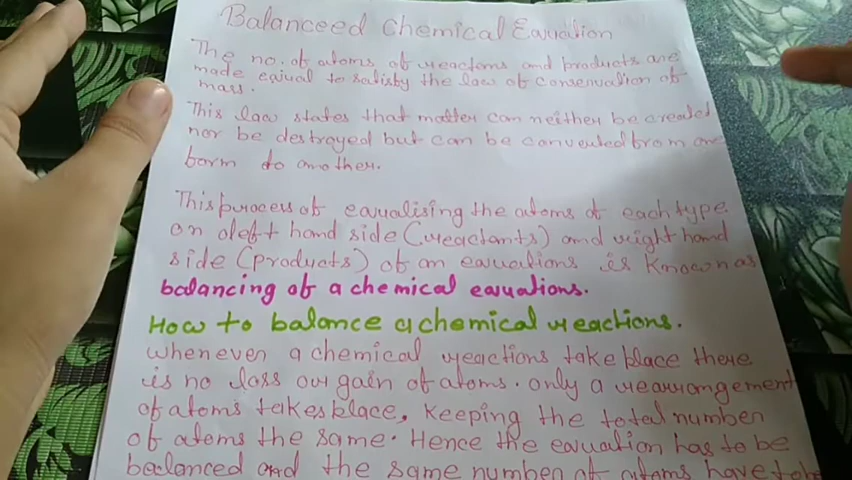 Balanceed Chemical Equation
The no. of atoms of reactans and products are
made equal to satisby the law of conservation of
mass.
This law states that matter can neither be created
nor be destroyed but can be converted from one
borm to another.
This process of equalising the atoms of each type
on a left hand side (reactants) and right hand
side (products) of an equations is known as
balancing of a chemical equations.
How to balance a chemical reactions.
Whenever a chemical reactions take place there
is no loss or gain of atoms. only a rearrangement
of atoms takes place, keeping the total number
of atoms the same. Hence the equation has to be
balanced and the same number of atoms have to be